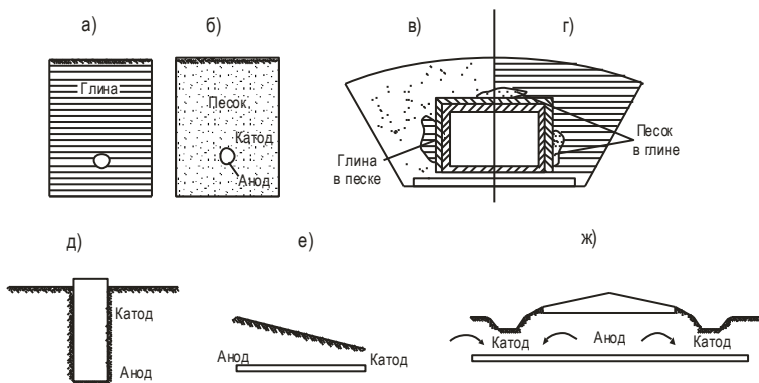 а)
б)
в)
г)
Глина
Песок
Катод
Анод
Глина
в песке
Песок
в глине
д)
е)
ж)
Катод
Анод
Анод
Катод
Катод
Анод
Катод